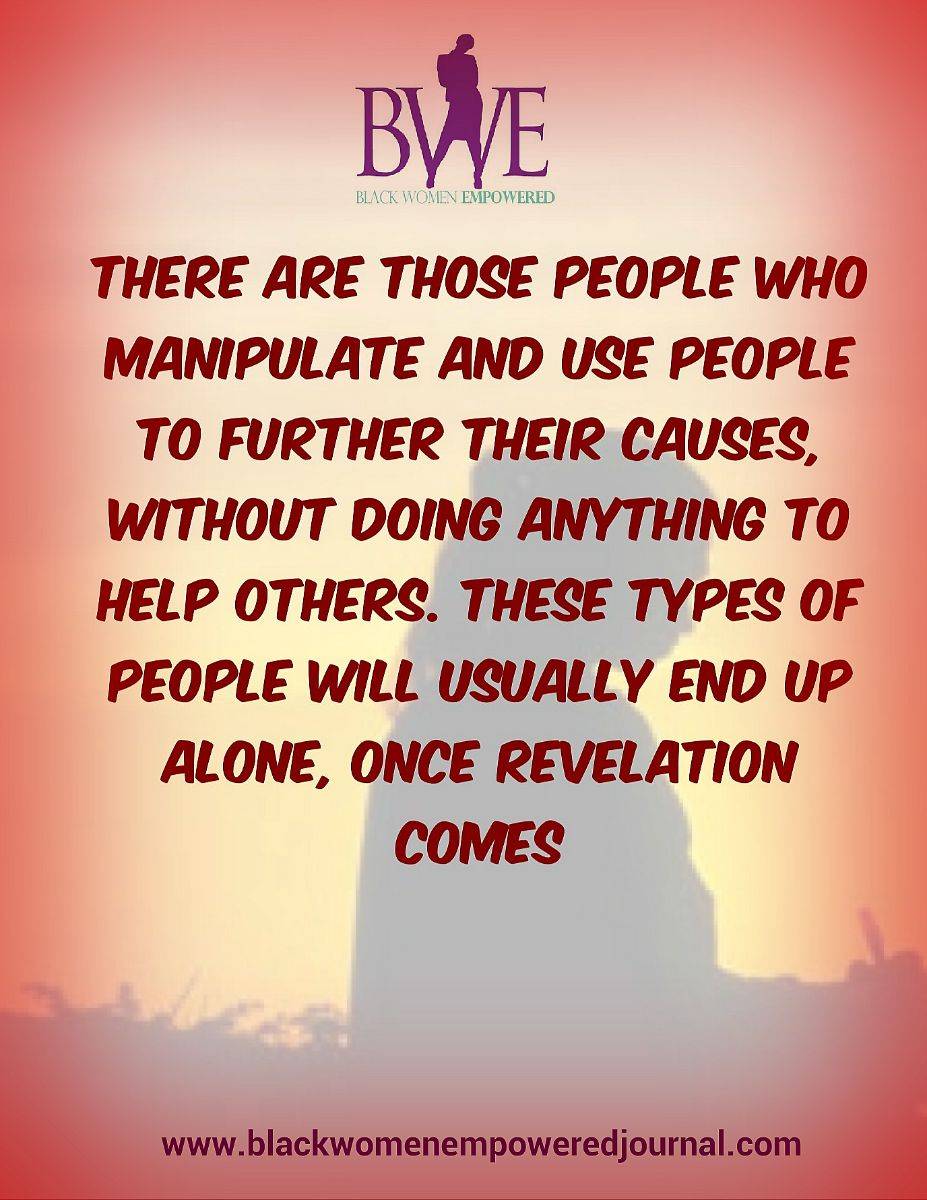 BWE
BLACK WOMEN EMPOWERED
THERE ARE THOSE PEOPLE WHO
MANIPULATE AND USE PEOPLE
TO FURTHER THEIR CAUSES,
WITHOUT DOING ANYTHING TO
HELP OTHERS. THESE TYPES OF
PEOPLE WILL USUALLY END UP
ALONE, ONCE REVELATION
COMES
www.blackwomenempoweredjournal.com